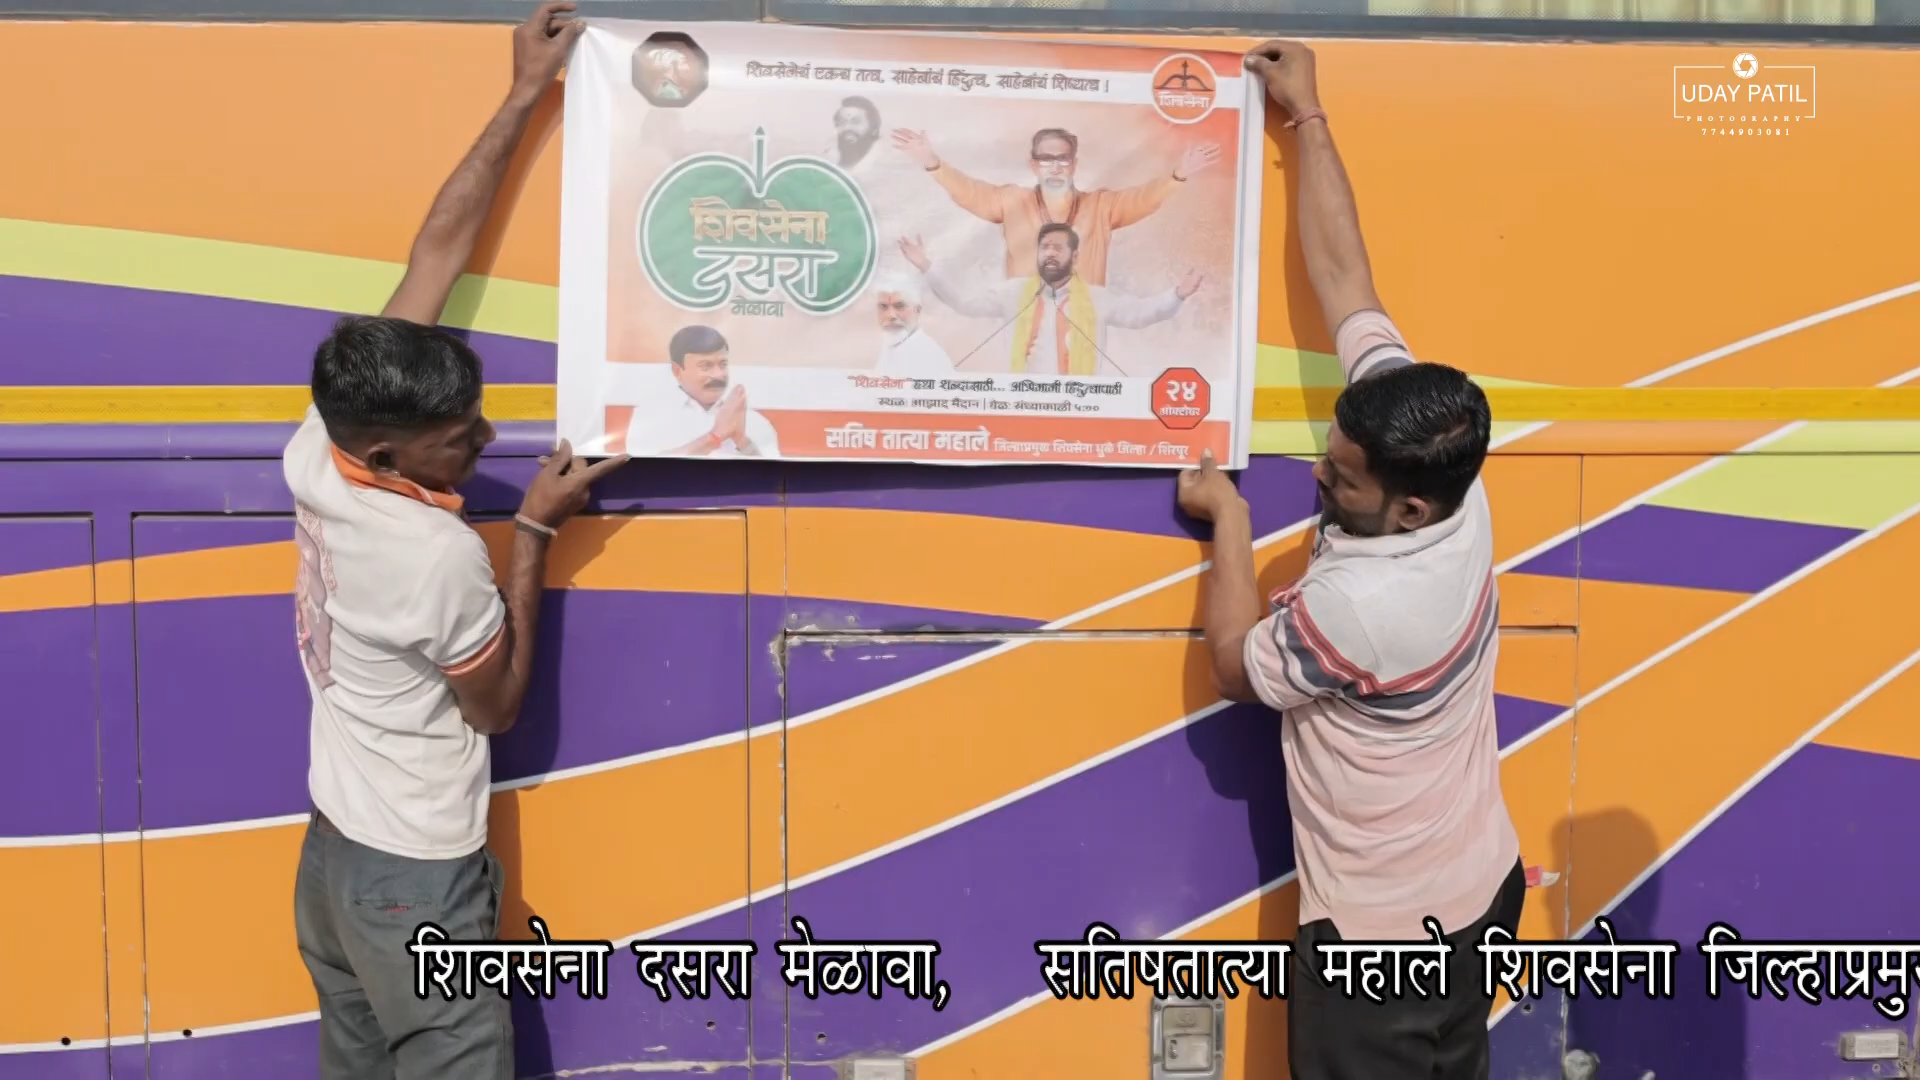 शिवसेनेचं एकच तत्व, साहेबांचं हिंदुत्व, साहेबांचं शिष्यत्व !
शिवसेना
शिवसेना
दसरा
मेळावा
"शिवसेना" ह्या शब्दासाठी... अभिमानी हिंदुत्वापाठी
स्थळ: आझाद मैदान | वेळ: संध्याकाळी ५:००
२४
ऑक्टोबर
सतिष तात्या महाले जिल्हाप्रमुख शिवसेना धुळे जिल्हा / शिरपूर
UDAY PATIL
PHOTOGRAPHY
7744903081
शिवसेना दसरा मेळावा, सतिषतात्या महाले शिवसेना जिल्हाप्रमु